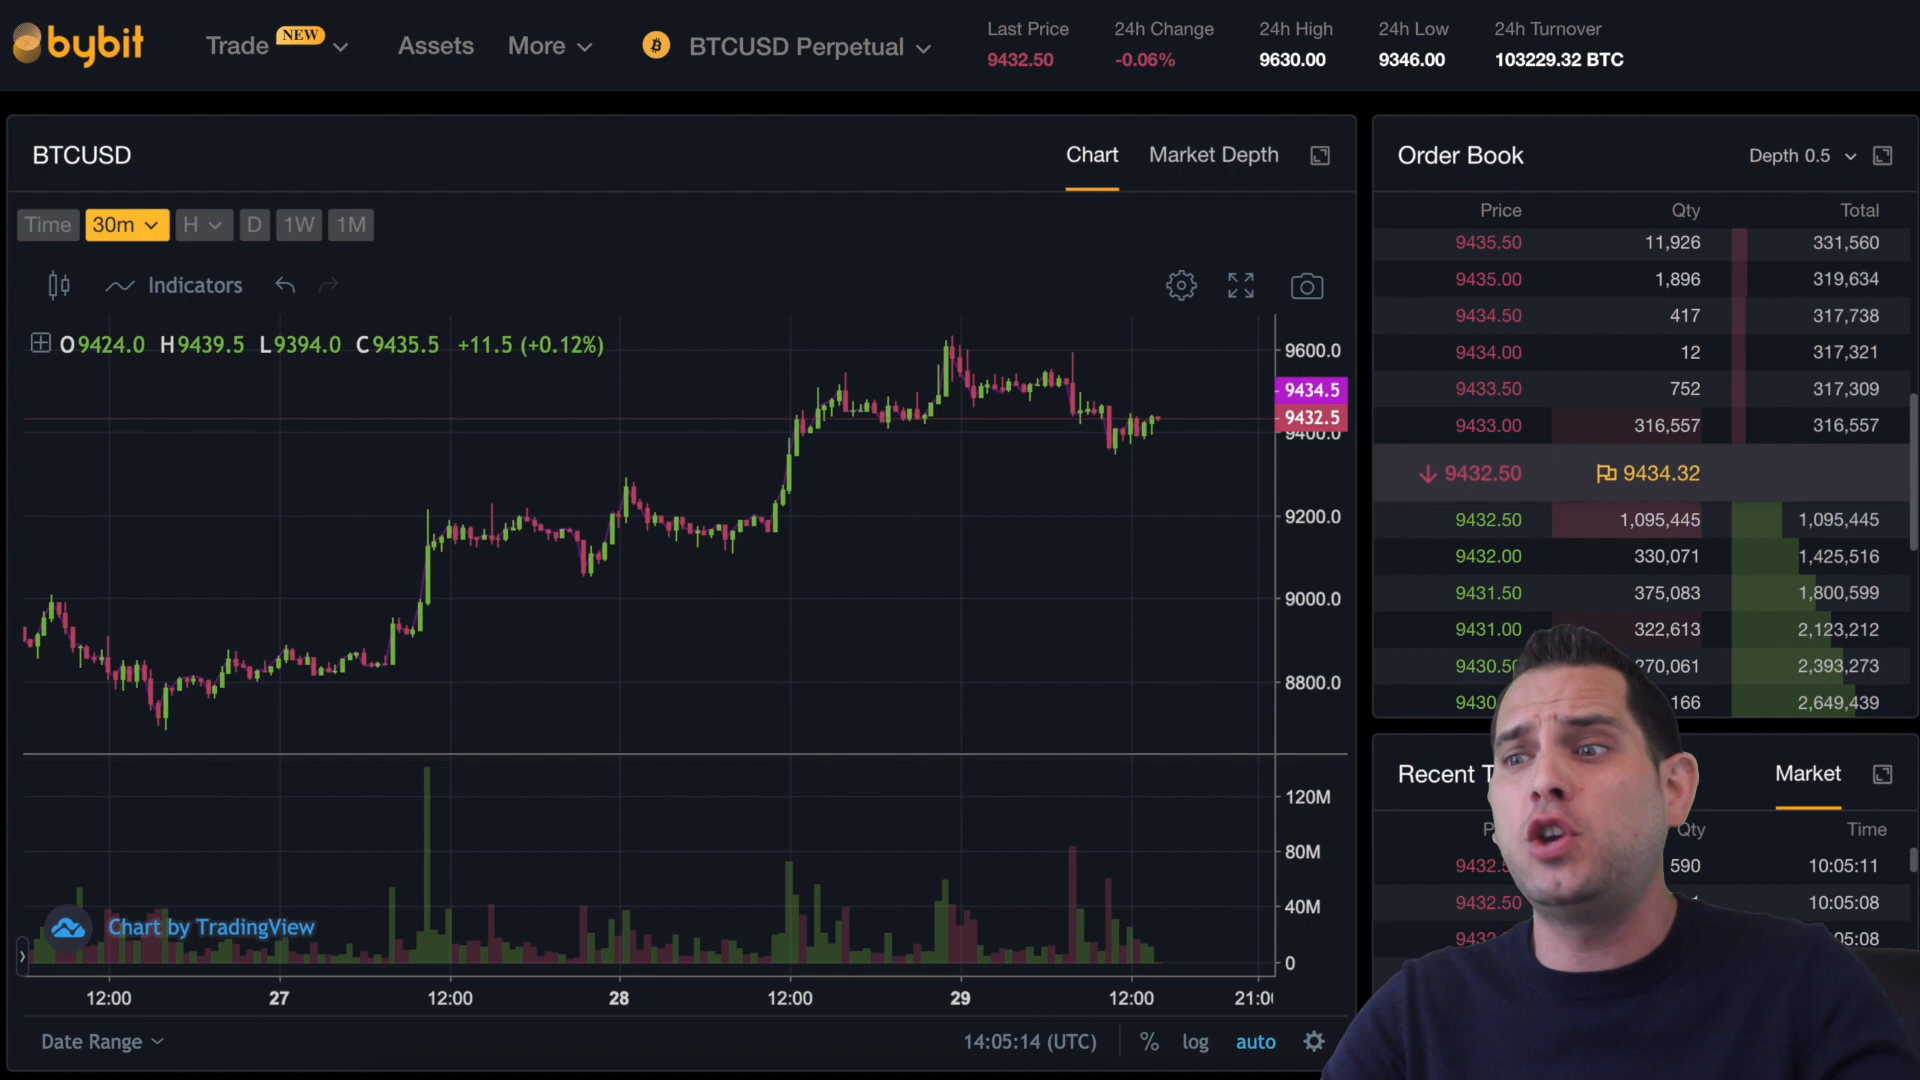 bybit
Trade NEW
Assets
More
BTCUSD Perpetual
Last Price
9432.50
24h Change
-0.06%
24h High
9630.00
24h Low
9346.00
24h Turnover
103229.32 BTC
BTCUSD
Chart
Market Depth
Time 30m H D 1W 1M
Indicators
O9424.0 H9439.5 L9394.0 C9435.5 +11.5 (+0.12%)
9600.0
9434.5
9432.5
9400.0
9200.0
9000.0
8800.0
120M
80M
40M
0
Chart by TradingView
12:00 27 12:00 28 12:00 29 12:00
Date Range
14:05:14 (UTC) % log auto
Order Book
Depth 0.5
Price Qty Total
9435.50 11,926 331,560
9435.00 1,896 319,634
9434.50 417 317,738
9434.00 12 317,321
9433.50 752 317,309
9433.00 316,557 316,557
9432.50 9434.32
9432.50 1,095,445 1,095,445
9432.00 330,071 1,425,516
9431.50 375,083 1,800,599
9431.00 322,613 2,123,212
9430.50 270,061 2,393,273
9430 166 2,649,439
Recent
Market
Qty Time
590 10:05:11
9432.50 10:05:08
05:08